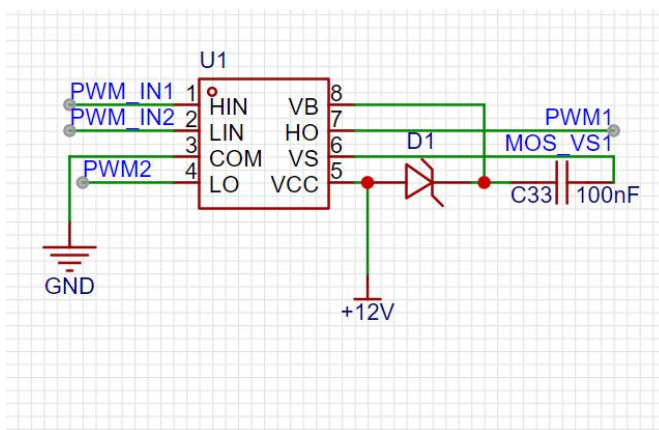 U1
PWM_IN1 1 HIN VB 8
PWM_IN2 2 LIN HO 7 PWM1
3 COM VS 6 D1 MOS_VS1
PWM2 4 LO VCC 5
C33 100nF
GND
+12V